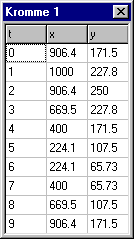 Kromme 1
t x y
0 906.4 171.5
1 1000 227.8
2 906.4 250
3 669.5 227.8
4 400 171.5
5 224.1 107.5
6 224.1 65.73
7 400 65.73
8 669.5 107.5
9 906.4 171.5